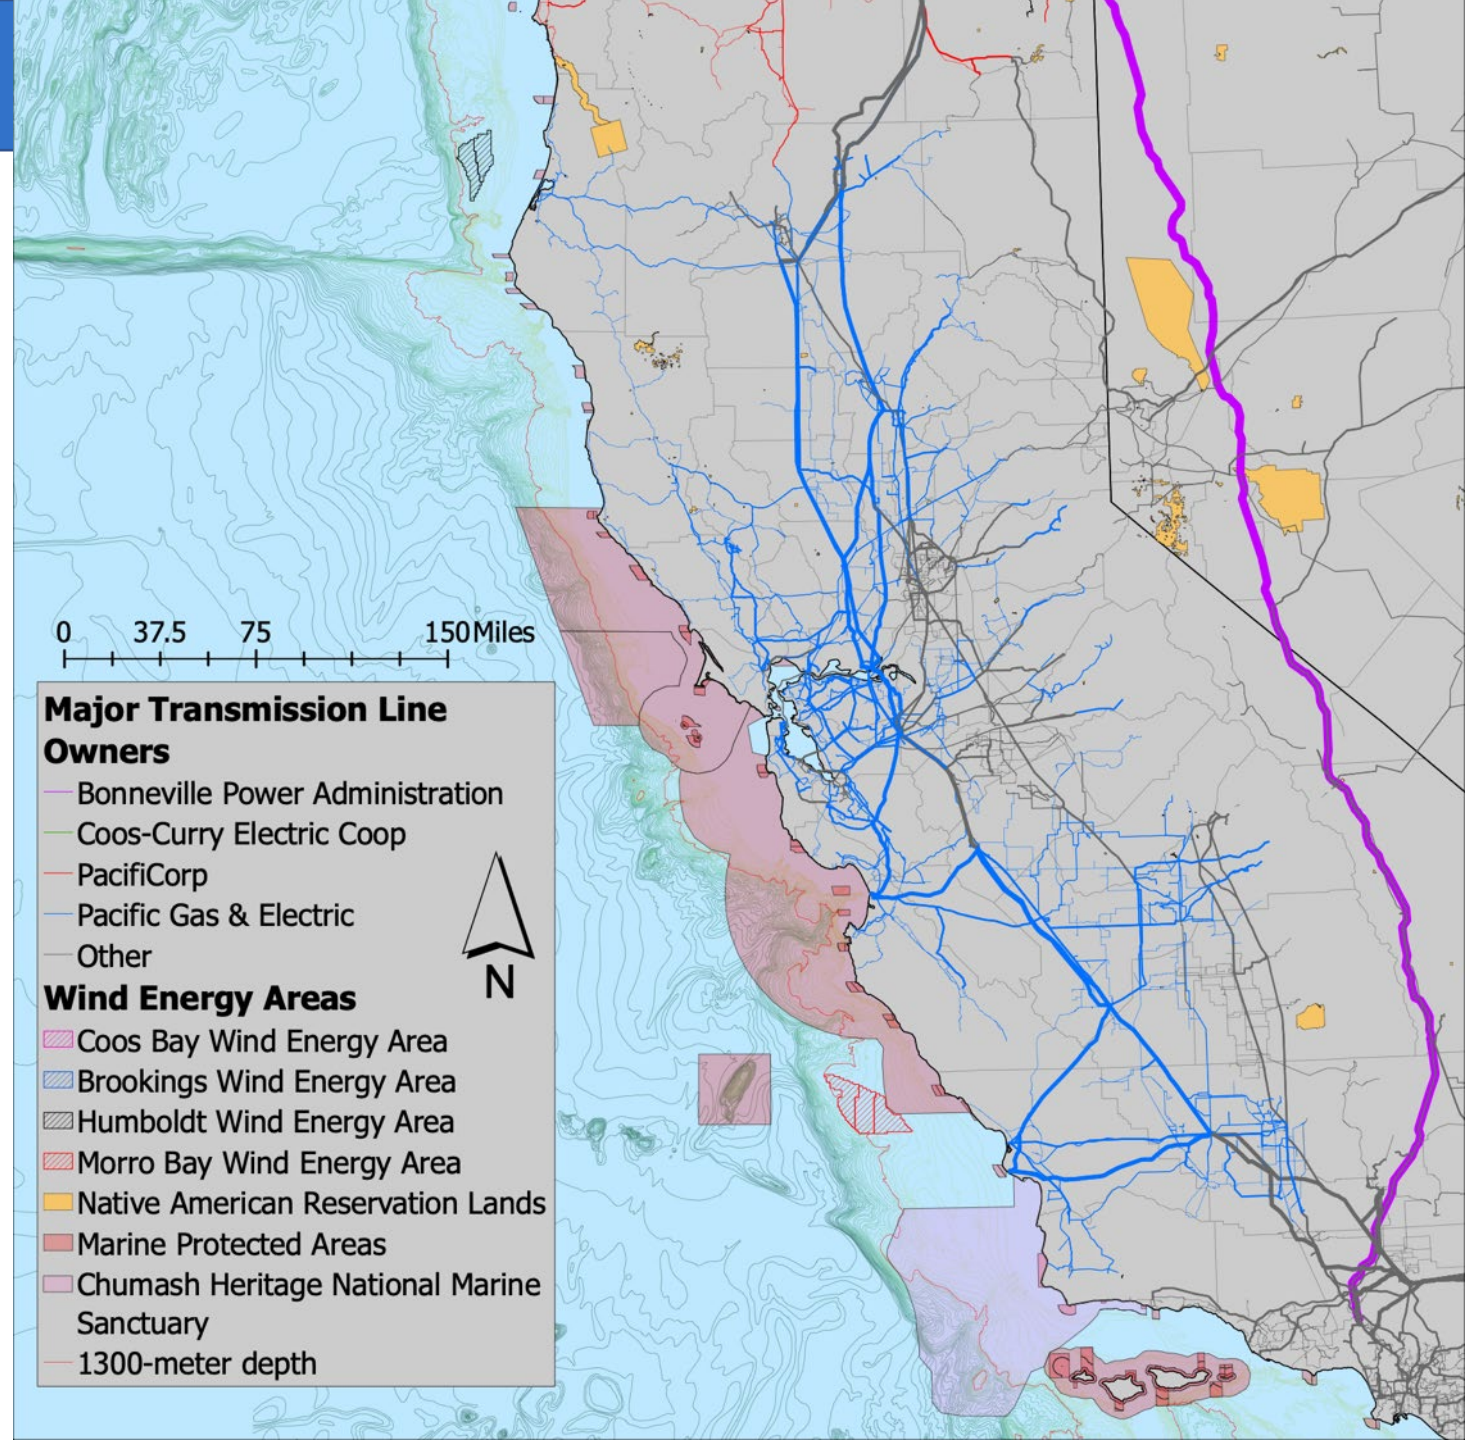 0 37.5 75 150 Miles
Major Transmission Line
Owners
Bonneville Power Administration
Coos-Curry Electric Coop
PacifiCorp
Pacific Gas & Electric
Other
N
Wind Energy Areas
Coos Bay Wind Energy Area
Brookings Wind Energy Area
Humboldt Wind Energy Area
Morro Bay Wind Energy Area
Native American Reservation Lands
Marine Protected Areas
Chumash Heritage National Marine
Sanctuary
1300-meter depth